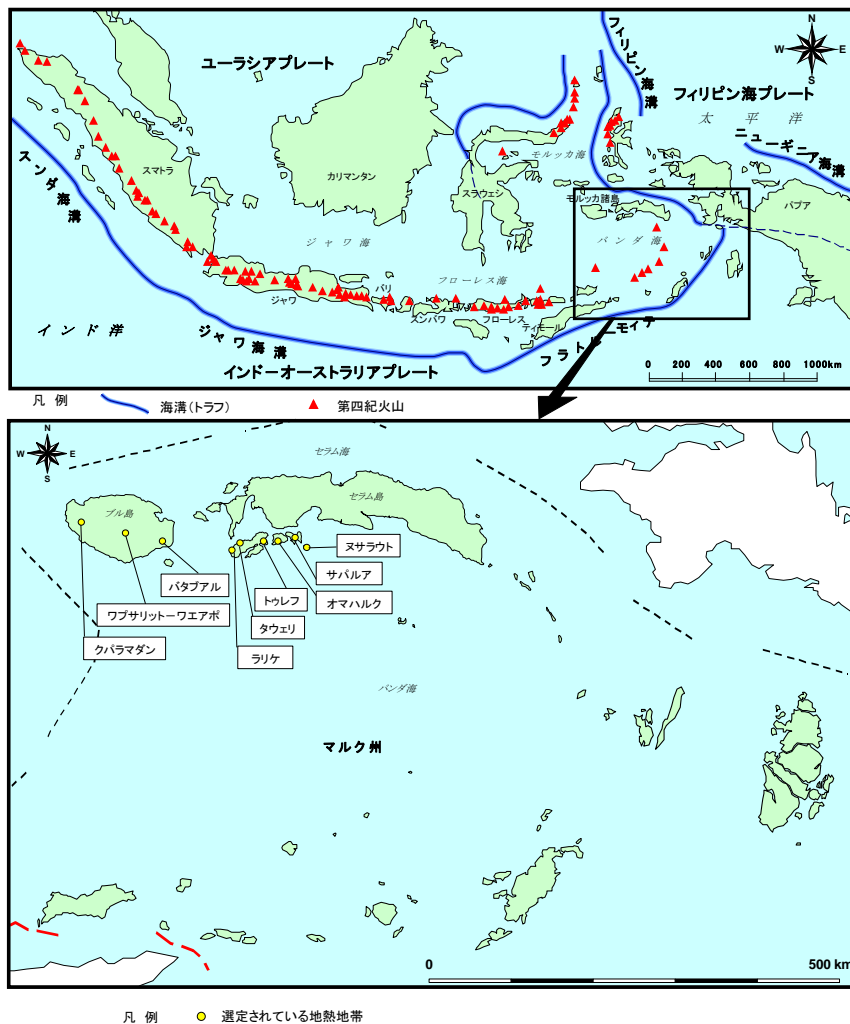 N
W E
S
ユーラシアプレート
フィリピン海溝
フィリピン海プレート
太平洋
ニューギニア海溝
モルッカ海
スンダ海溝
スマトラ
カリマンタン
スラウェシ
モルッカ諸島
パプア
ジャワ海
バンダ海
フローレス海
バリ
ジャワ
スンバワ
フローレス
ティモール
インド洋
ジャワ海溝
ティモールトラフ
インドーオーストラリアプレート
0 200 400 600 800 1000km
凡 例 海溝(トラフ) 第四紀火山
N
W E
S
セラム海
セラム島
ブル島
ヌサラウト
サパルア
バタブアル
トゥレフ
オマハルク
ワプサリットーワエアポ
タウェリ
クパラマダン
ラリケ
バンダ海
マルク州
0 500 km
凡 例 選定されている地熱地帯